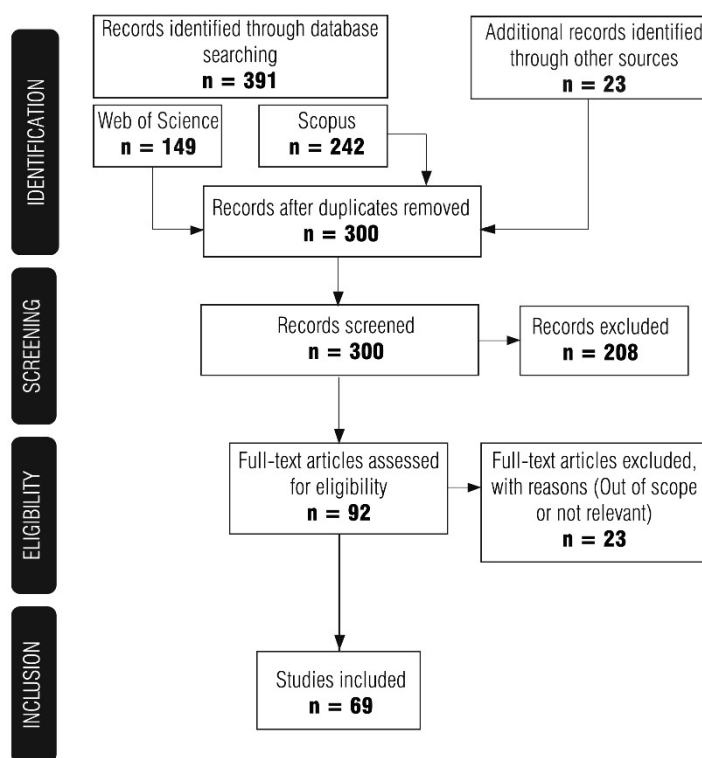 IDENTIFICATION
Records identified through database
searching
n = 391
Additional records identified
through other sources
n = 23
Web of Science
n = 149
Scopus
n = 242
Records after duplicates removed
n = 300
SCREENING
Records screened
n = 300
Records excluded
n = 208
ELIGIBILITY
Full-text articles assessed
for eligibility
n = 92
Full-text articles excluded,
with reasons (Out of scope
or not relevant)
n = 23
INCLUSION
Studies included
n = 69